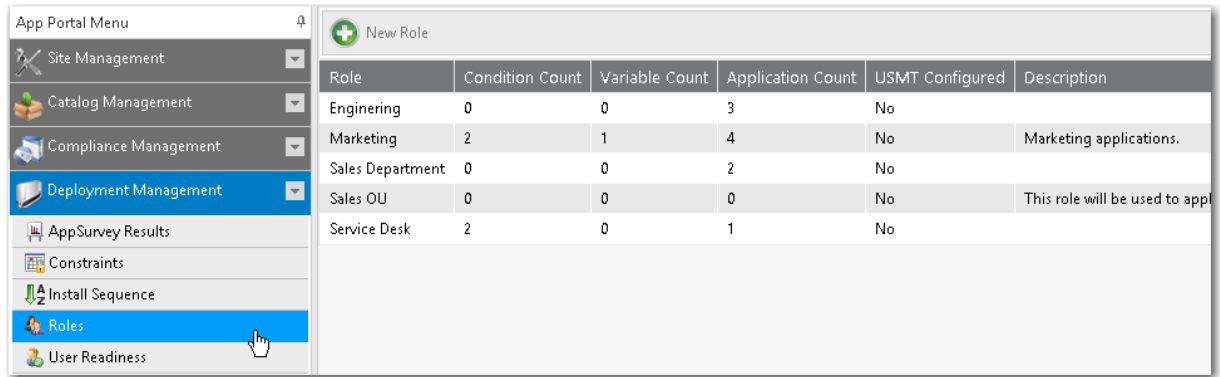 App Portal Menu
Site Management
Catalog Management
Compliance Management
Deployment Management
AppSurvey Results
Constraints
Install Sequence
Roles
User Readiness
New Role
Role Condition Count Variable Count Application Count USMT Configured Description
Enginering 0 0 3 No
Marketing 2 1 4 No Marketing applications.
Sales Department 0 0 2 No
Sales OU 0 0 0 No This role will be used to appl
Service Desk 2 0 1 No